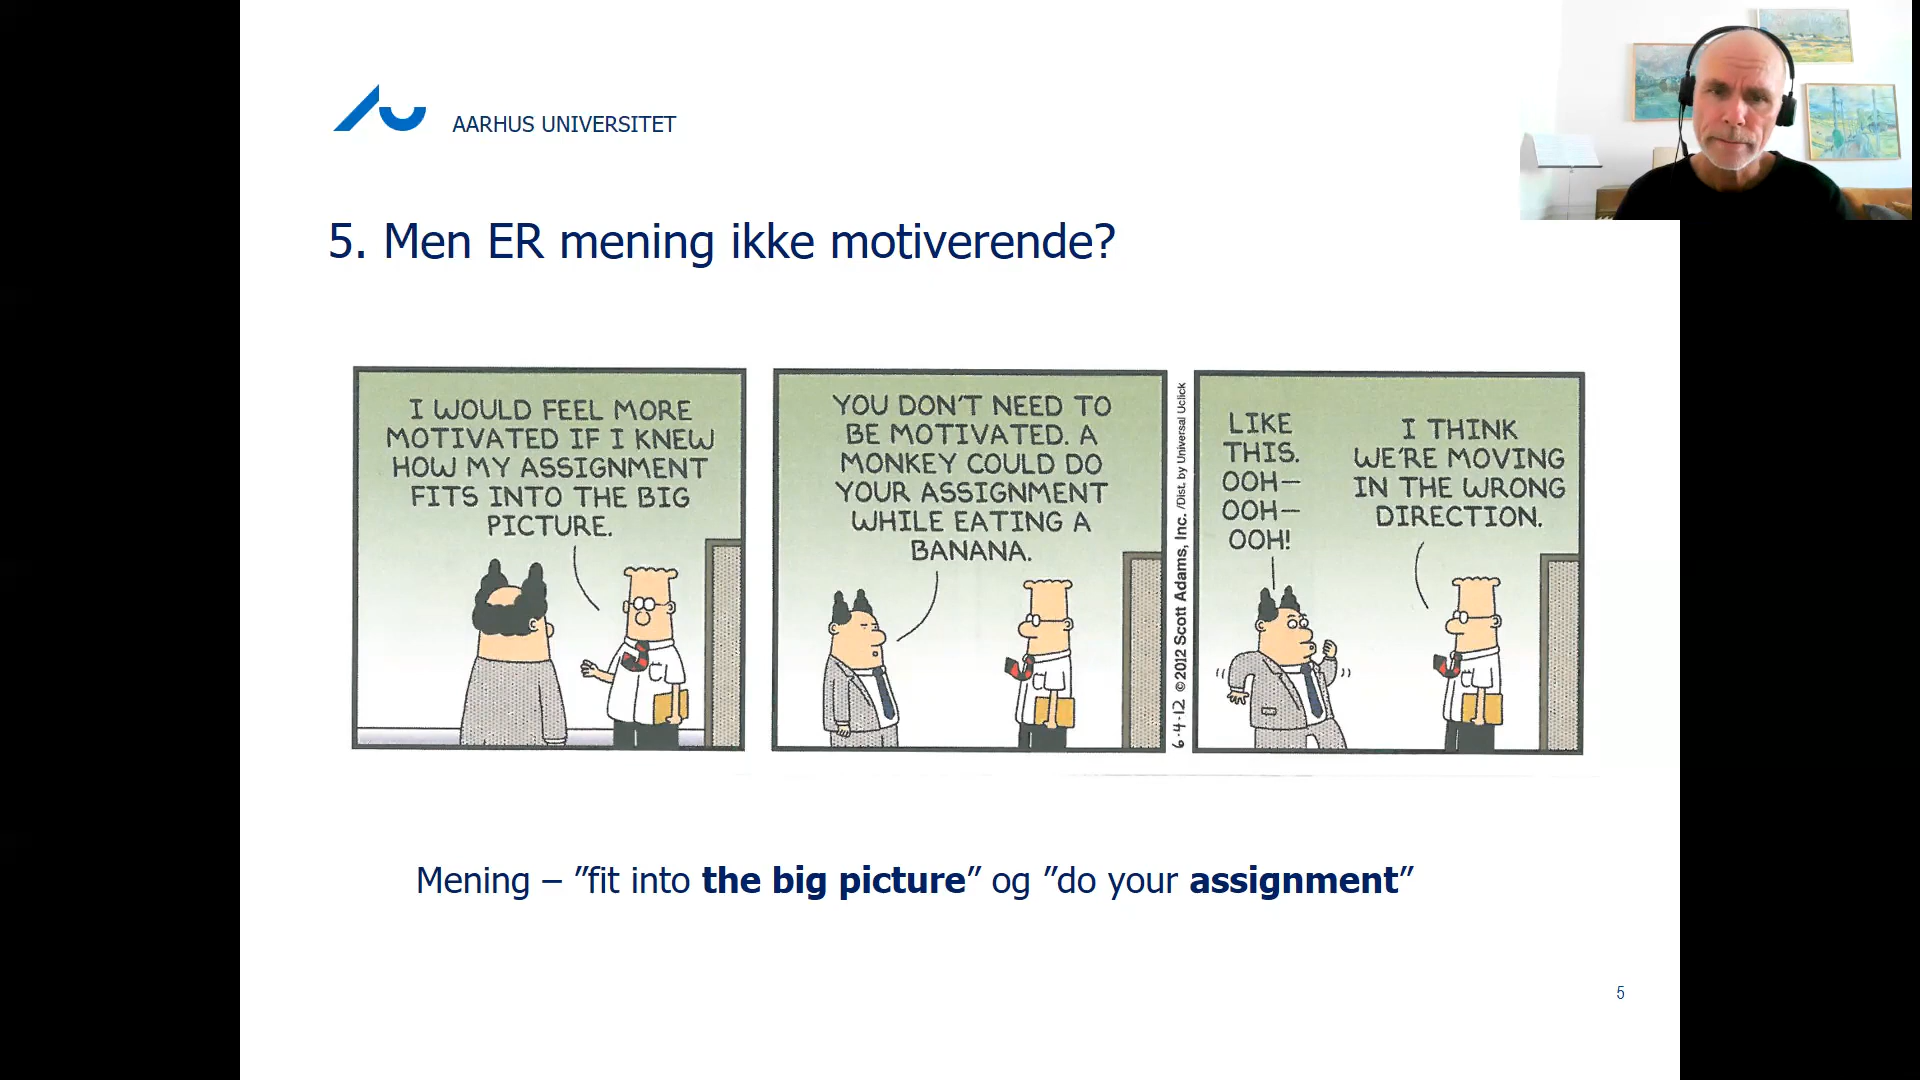 AARHUS UNIVERSITET
5. Men ER mening ikke motiverende?
I WOULD FEEL MORE
MOTIVATED IF I KNEW
HOW MY ASSIGNMENT
FITS INTO THE BIG
PICTURE.
YOU DON'T NEED TO
BE MOTIVATED. A
MONKEY COULD DO
YOUR ASSIGNMENT
WHILE EATING A
BANANA.
6-4-12 ©2012 Scott Adams, Inc. /Dist. by Universal Uclick
LIKE
THIS.
OOH—
OOH—
OOH!
I THINK
WE'RE MOVING
IN THE WRONG
DIRECTION.
Mening – ”fit into the big picture” og ”do your assignment”
5